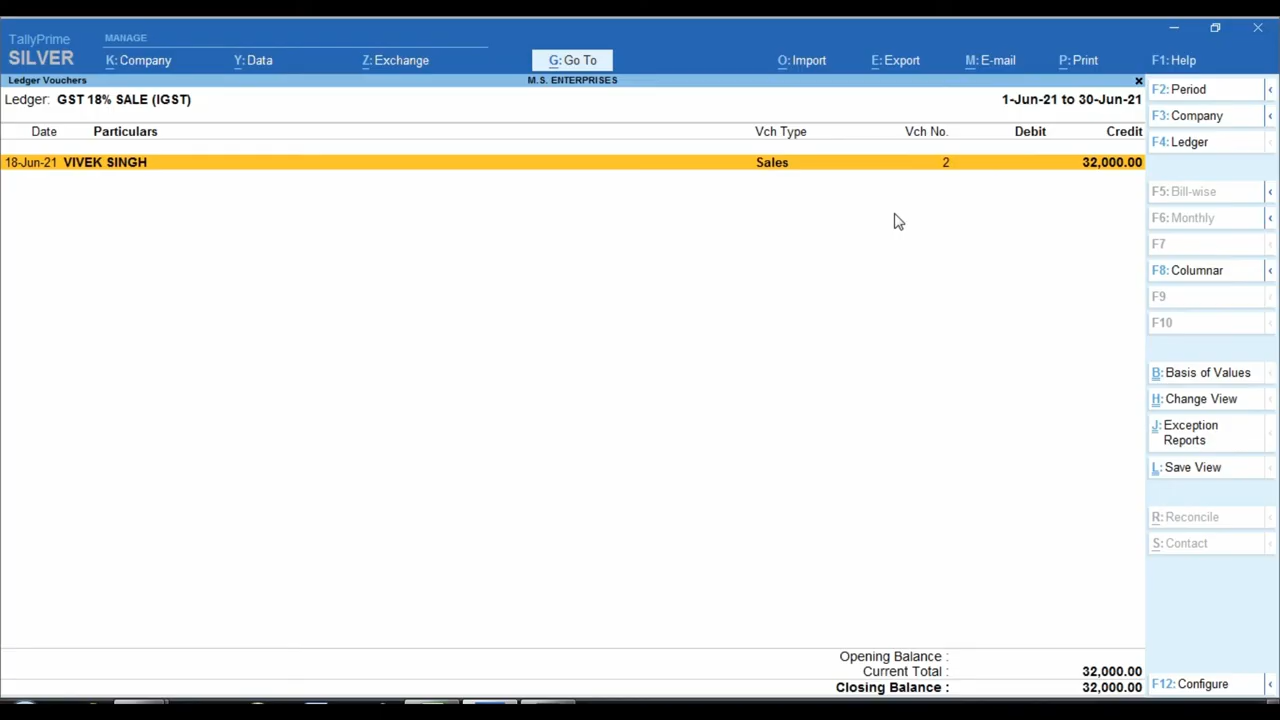 TallyPrime
MANAGE
SILVER
K: Company
Y: Data
Z: Exchange
G: Go To
O: Import
E: Export
M: E-mail
P: Print
F1: Help
Ledger Vouchers
M.S. ENTERPRISES
Ledger: GST 18% SALE (IGST)
1-Jun-21 to 30-Jun-21
Date Particulars Vch Type Vch No. Debit Credit
18-Jun-21 VIVEK SINGH Sales 2 32,000.00
Opening Balance :
Current Total : 32,000.00
Closing Balance : 32,000.00
F2: Period
F3: Company
F4: Ledger
F5: Bill-wise
F6: Monthly
F7
F8: Columnar
F9
F10
B: Basis of Values
H: Change View
J: Exception
Reports
L: Save View
R: Reconcile
S: Contact
F12: Configure